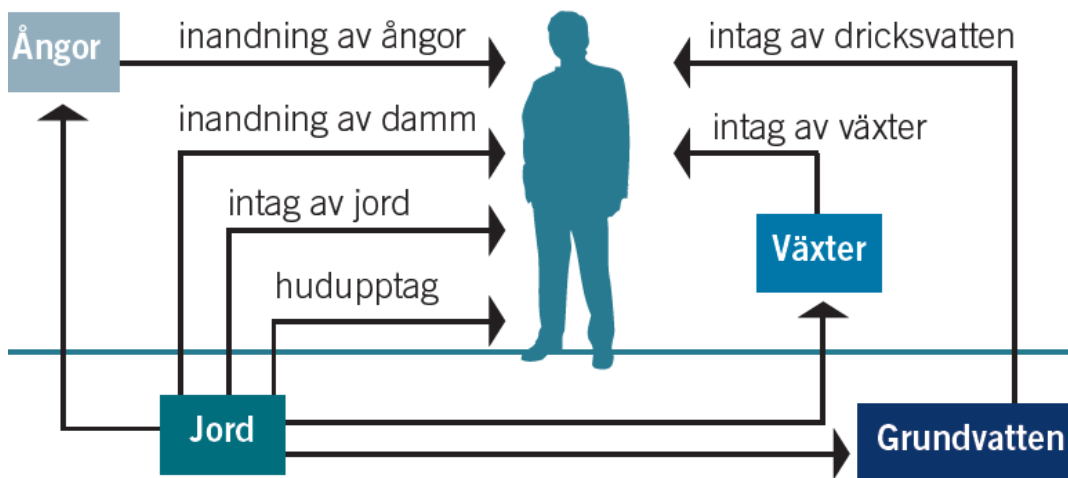 Ångor
inandning av ångor
intag av dricksvatten
inandning av damm
intag av växter
intag av jord
Växter
hudupptag
Jord
Grundvatten